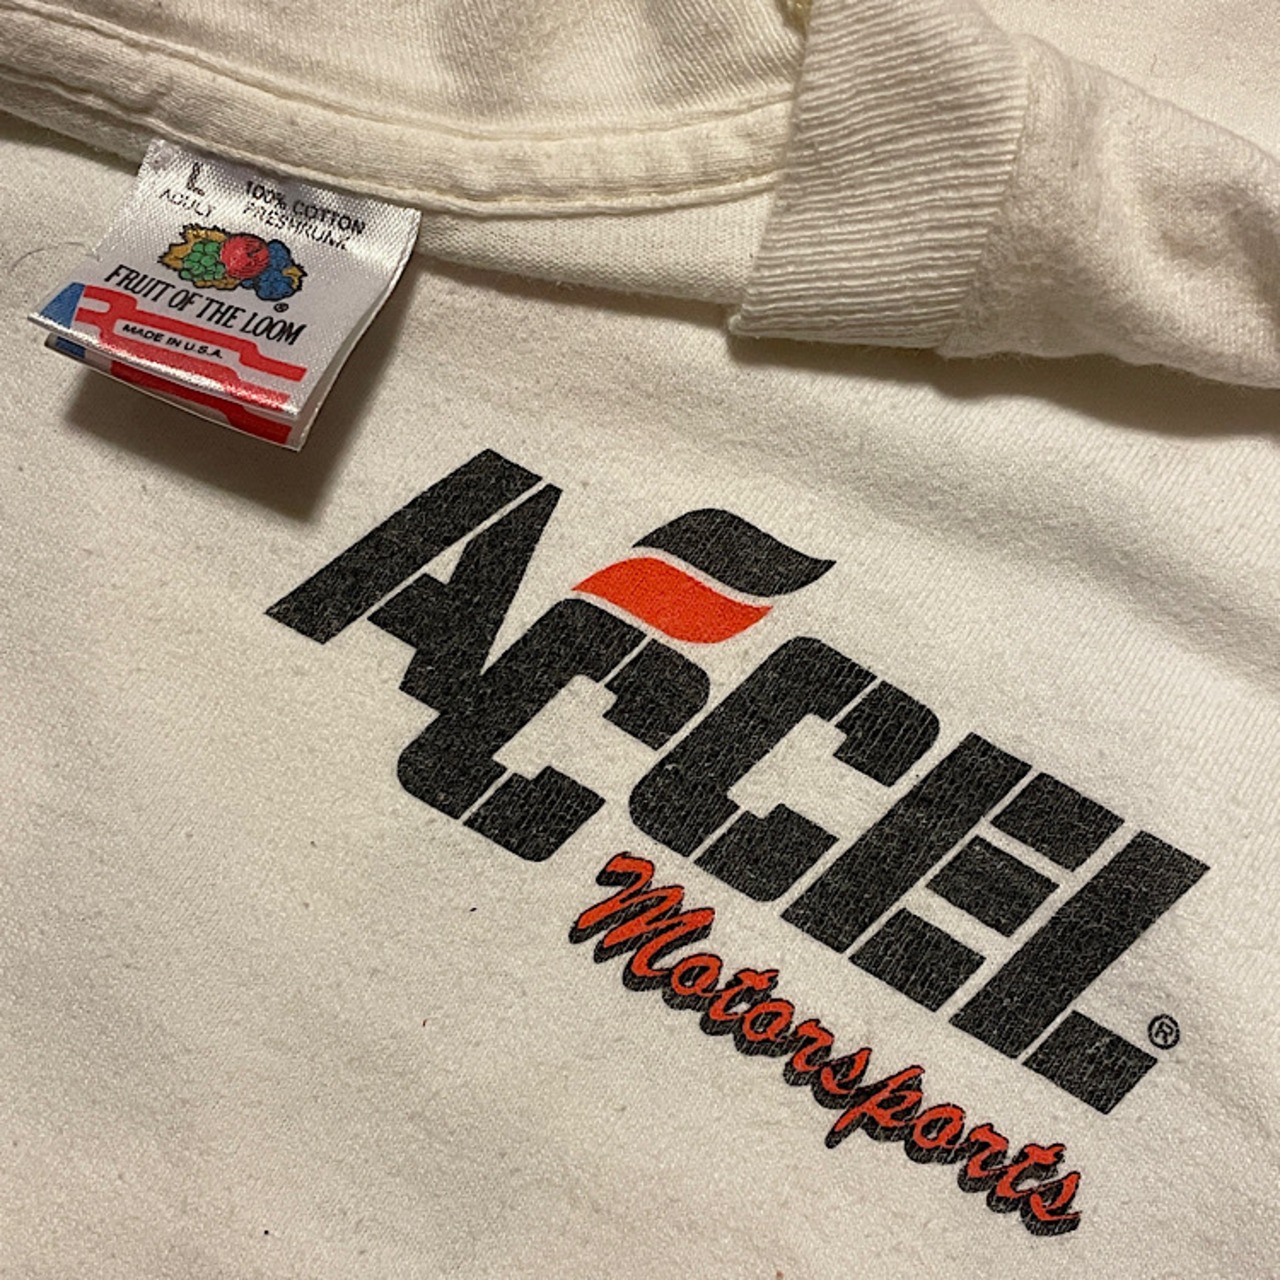 L 100% COTTON
ADULT PRESHRUNK
FRUIT OF THE LOOM®
MADE IN U.S.A.
ACCEL®
Motorsports